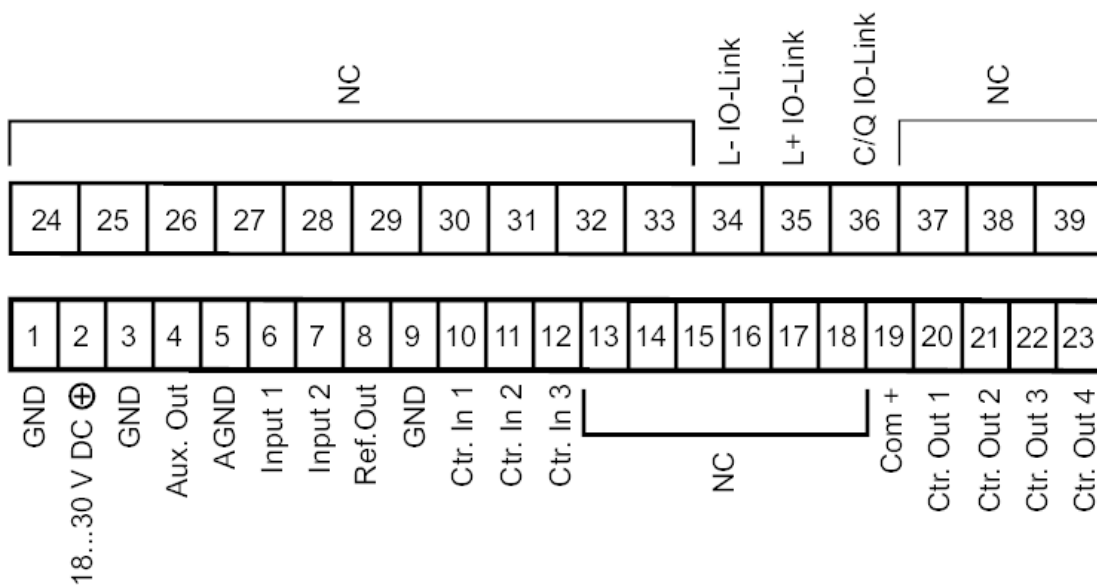 NC
L- IO-Link
L+ IO-Link
C/Q IO-Link
NC
24 25 26 27 28 29 30 31 32 33 34 35 36 37 38 39
1 2 3 4 5 6 7 8 9 10 11 12 13 14 15 16 17 18 19 20 21 22 23
GND
18...30 V DC ⊕
GND
Aux. Out
AGND
Input 1
Input 2
Ref.Out
GND
Ctr. In 1
Ctr. In 2
Ctr. In 3
NC
Com +
Ctr. Out 1
Ctr. Out 2
Ctr. Out 3
Ctr. Out 4